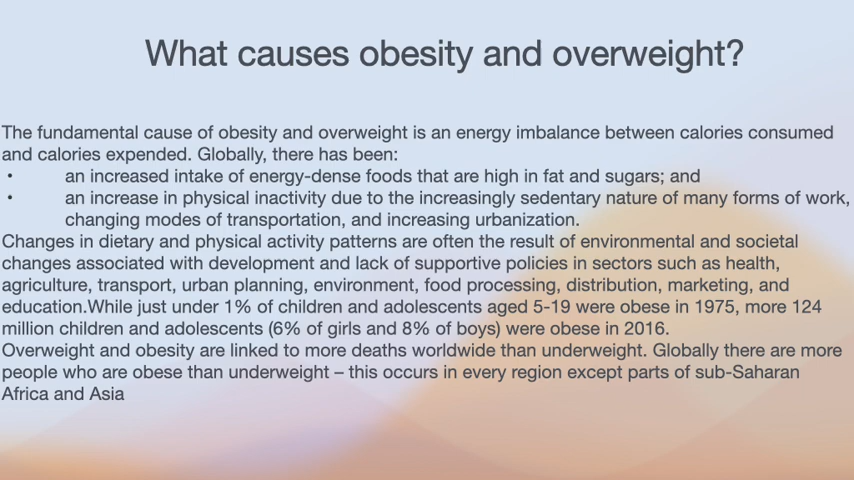 What causes obesity and overweight?
The fundamental cause of obesity and overweight is an energy imbalance between calories consumed
and calories expended. Globally, there has been:
• an increased intake of energy-dense foods that are high in fat and sugars; and
• an increase in physical inactivity due to the increasingly sedentary nature of many forms of work,
changing modes of transportation, and increasing urbanization.
Changes in dietary and physical activity patterns are often the result of environmental and societal
changes associated with development and lack of supportive policies in sectors such as health,
agriculture, transport, urban planning, environment, food processing, distribution, marketing, and
education.While just under 1% of children and adolescents aged 5-19 were obese in 1975, more 124
million children and adolescents (6% of girls and 8% of boys) were obese in 2016.
Overweight and obesity are linked to more deaths worldwide than underweight. Globally there are more
people who are obese than underweight – this occurs in every region except parts of sub-Saharan
Africa and Asia